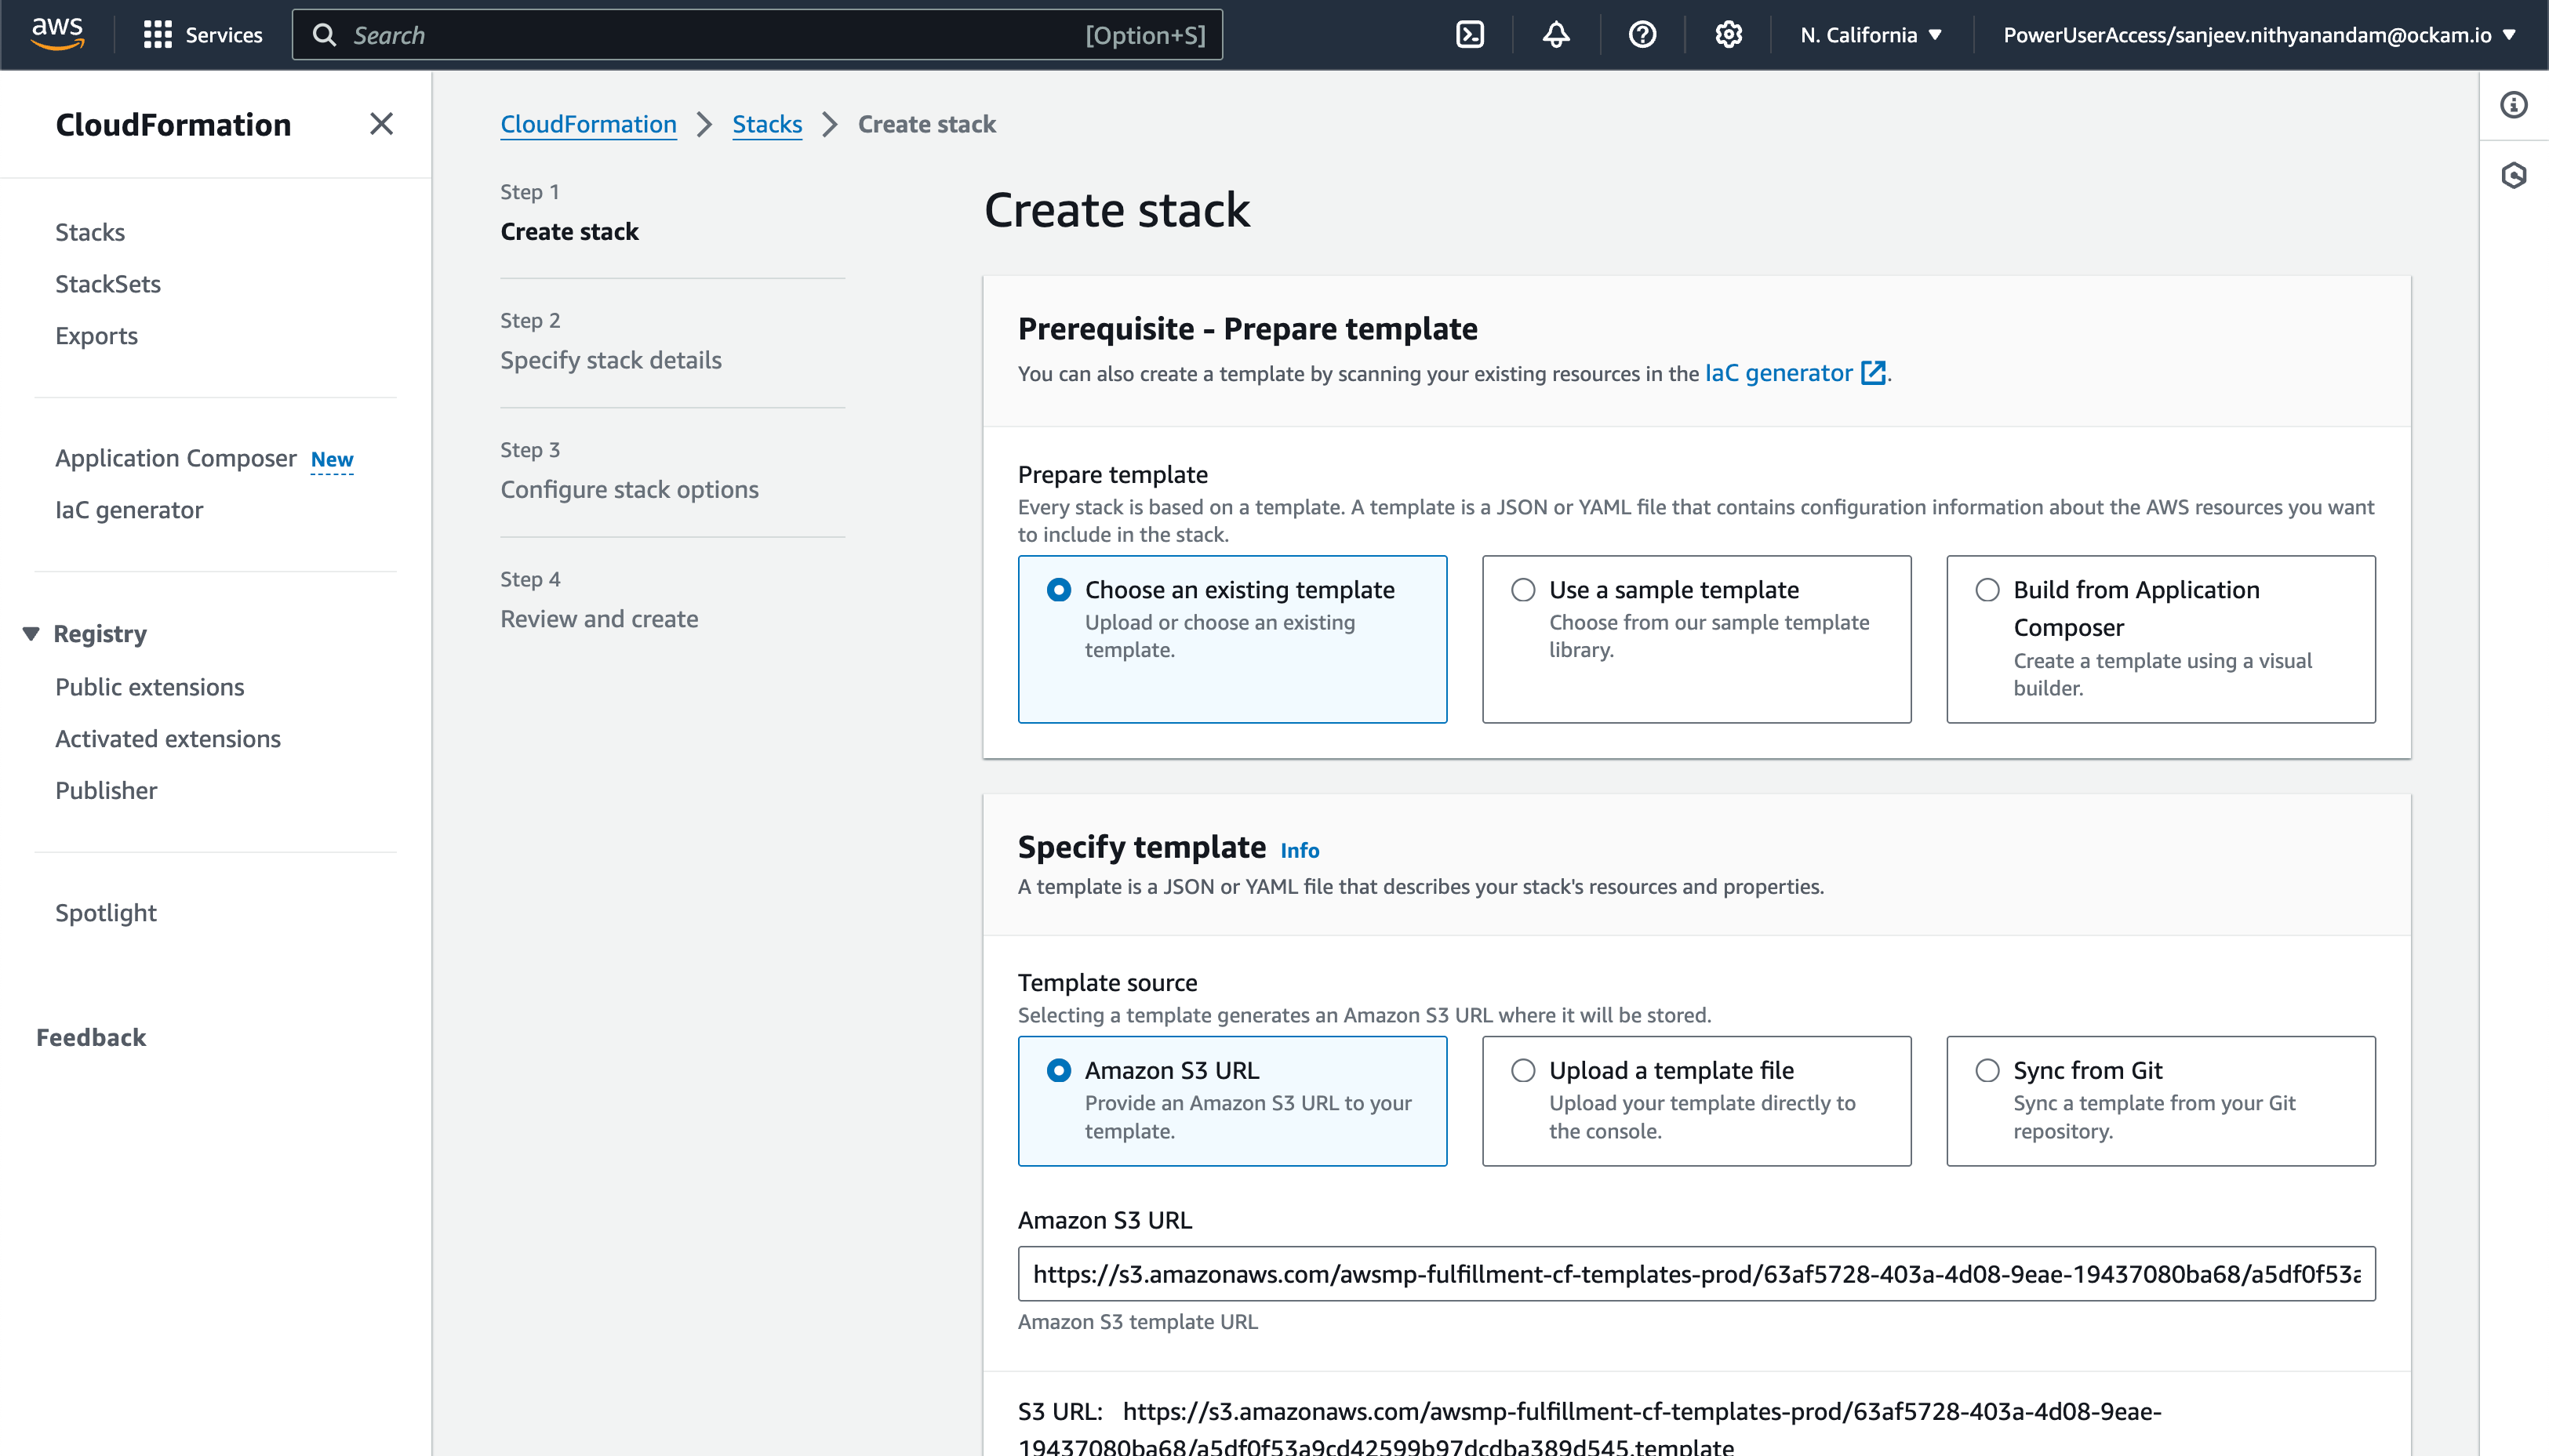 aws
Services
Search
[Option+S]
N. California
PowerUserAccess/sanjeev.nithyanandam@ockam.io
CloudFormation
Stacks
StackSets
Exports
Application Composer New
IaC generator
Registry
Public extensions
Activated extensions
Publisher
Spotlight
Feedback
CloudFormation
Stacks
Create stack
Step 1
Create stack
Step 2
Specify stack details
Step 3
Configure stack options
Step 4
Review and create
Create stack
Prerequisite - Prepare template
You can also create a template by scanning your existing resources in the IaC generator.
Prepare template
Every stack is based on a template. A template is a JSON or YAML file that contains configuration information about the AWS resources you want
to include in the stack.
Choose an existing template
Upload or choose an existing
template.
Use a sample template
Choose from our sample template
library.
Build from Application
Composer
Create a template using a visual
builder.
Specify template Info
A template is a JSON or YAML file that describes your stack's resources and properties.
Template source
Selecting a template generates an Amazon S3 URL where it will be stored.
Amazon S3 URL
Provide an Amazon S3 URL to your
template.
Upload a template file
Upload your template directly to
the console.
Sync from Git
Sync a template from your Git
repository.
Amazon S3 URL
https://s3.amazonaws.com/awsmp-fulfillment-cf-templates-prod/63af5728-403a-4d08-9eae-19437080ba68/a5df0f53a
Amazon S3 template URL
S3 URL: https://s3.amazonaws.com/awsmp-fulfillment-cf-templates-prod/63af5728-403a-4d08-9eae-
19437080ba68/a5df0f53a9cd42599b97dcdba389d545.template